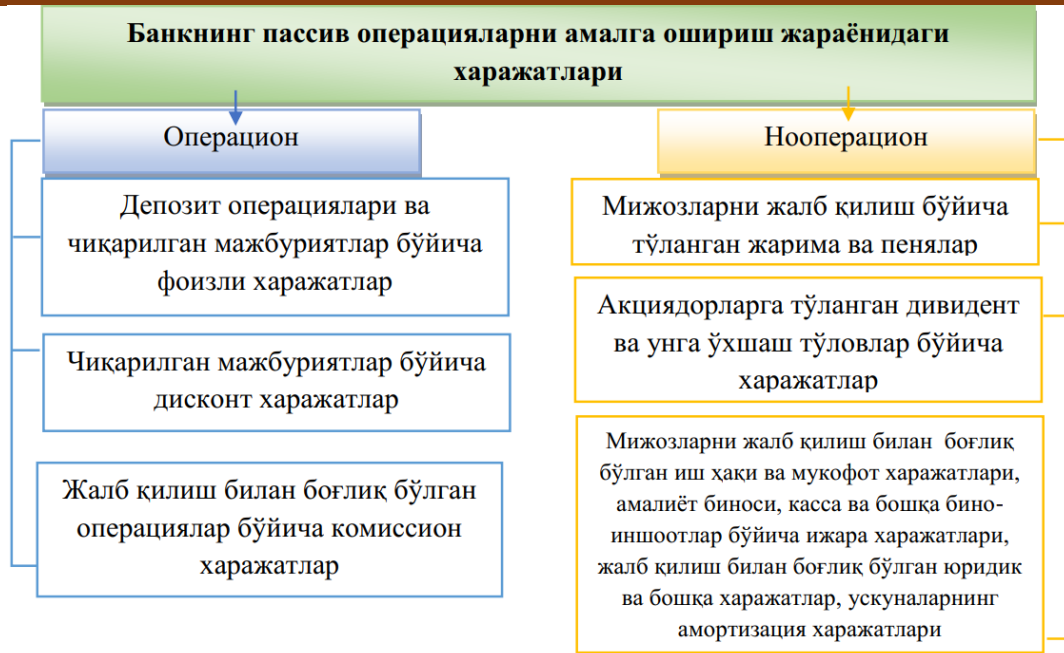 Банкнинг пассив операцияларни амалга ошириш жараёнидаги
харажатлари
Операцион
Депозит операциялари ва
чиқарилган мажбуриятлар бўйича
фоизли харажатлар
Чиқарилган мажбуриятлар бўйича
дисконт харажатлар
Жалб қилиш билан боғлиқ бўлган
операциялар бўйича комиссион
харажатлар
Нооперацион
Мижозларни жалб қилиш бўйича
тўланган жарима ва пенялар
Акциядорларга тўланган дивидент
ва унга ўхшаш тўловлар бўйича
харажатлар
Мижозларни жалб қилиш билан боғлиқ
бўлган иш ҳақи ва мукофот харажатлари,
амалиёт биноси, касса ва бошқа бино-
иншоотлар бўйича ижара харажатлари,
жалб қилиш билан боғлиқ бўлган юридик
ва бошқа харажатлар, ускуналарнинг
амортизация харажатлари